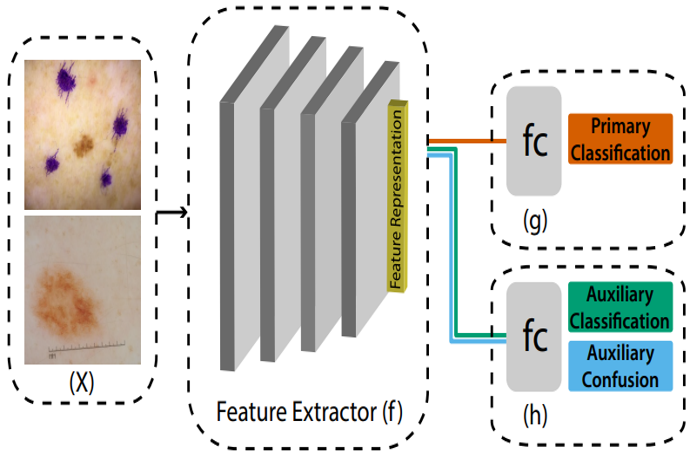 (X)
Feature Representation
Feature Extractor (f)
fc
Primary
Classification
(g)
fc
Auxiliary
Classification
Auxiliary
Confusion
(h)